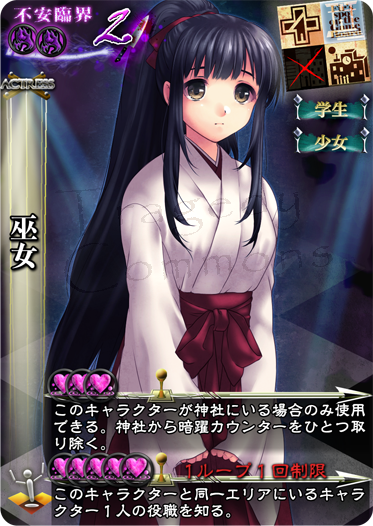 不安臨界
2
ACTRESS
学生
少女
巫女
Tragedy
Commons
このキャラクターが神社にいる場合のみ使用
できる。神社から暗躍カウンターをひとつ取
り除く。
1ループ1回制限
このキャラクターと同一エリアにいるキャラ
クター1人の役職を知る。